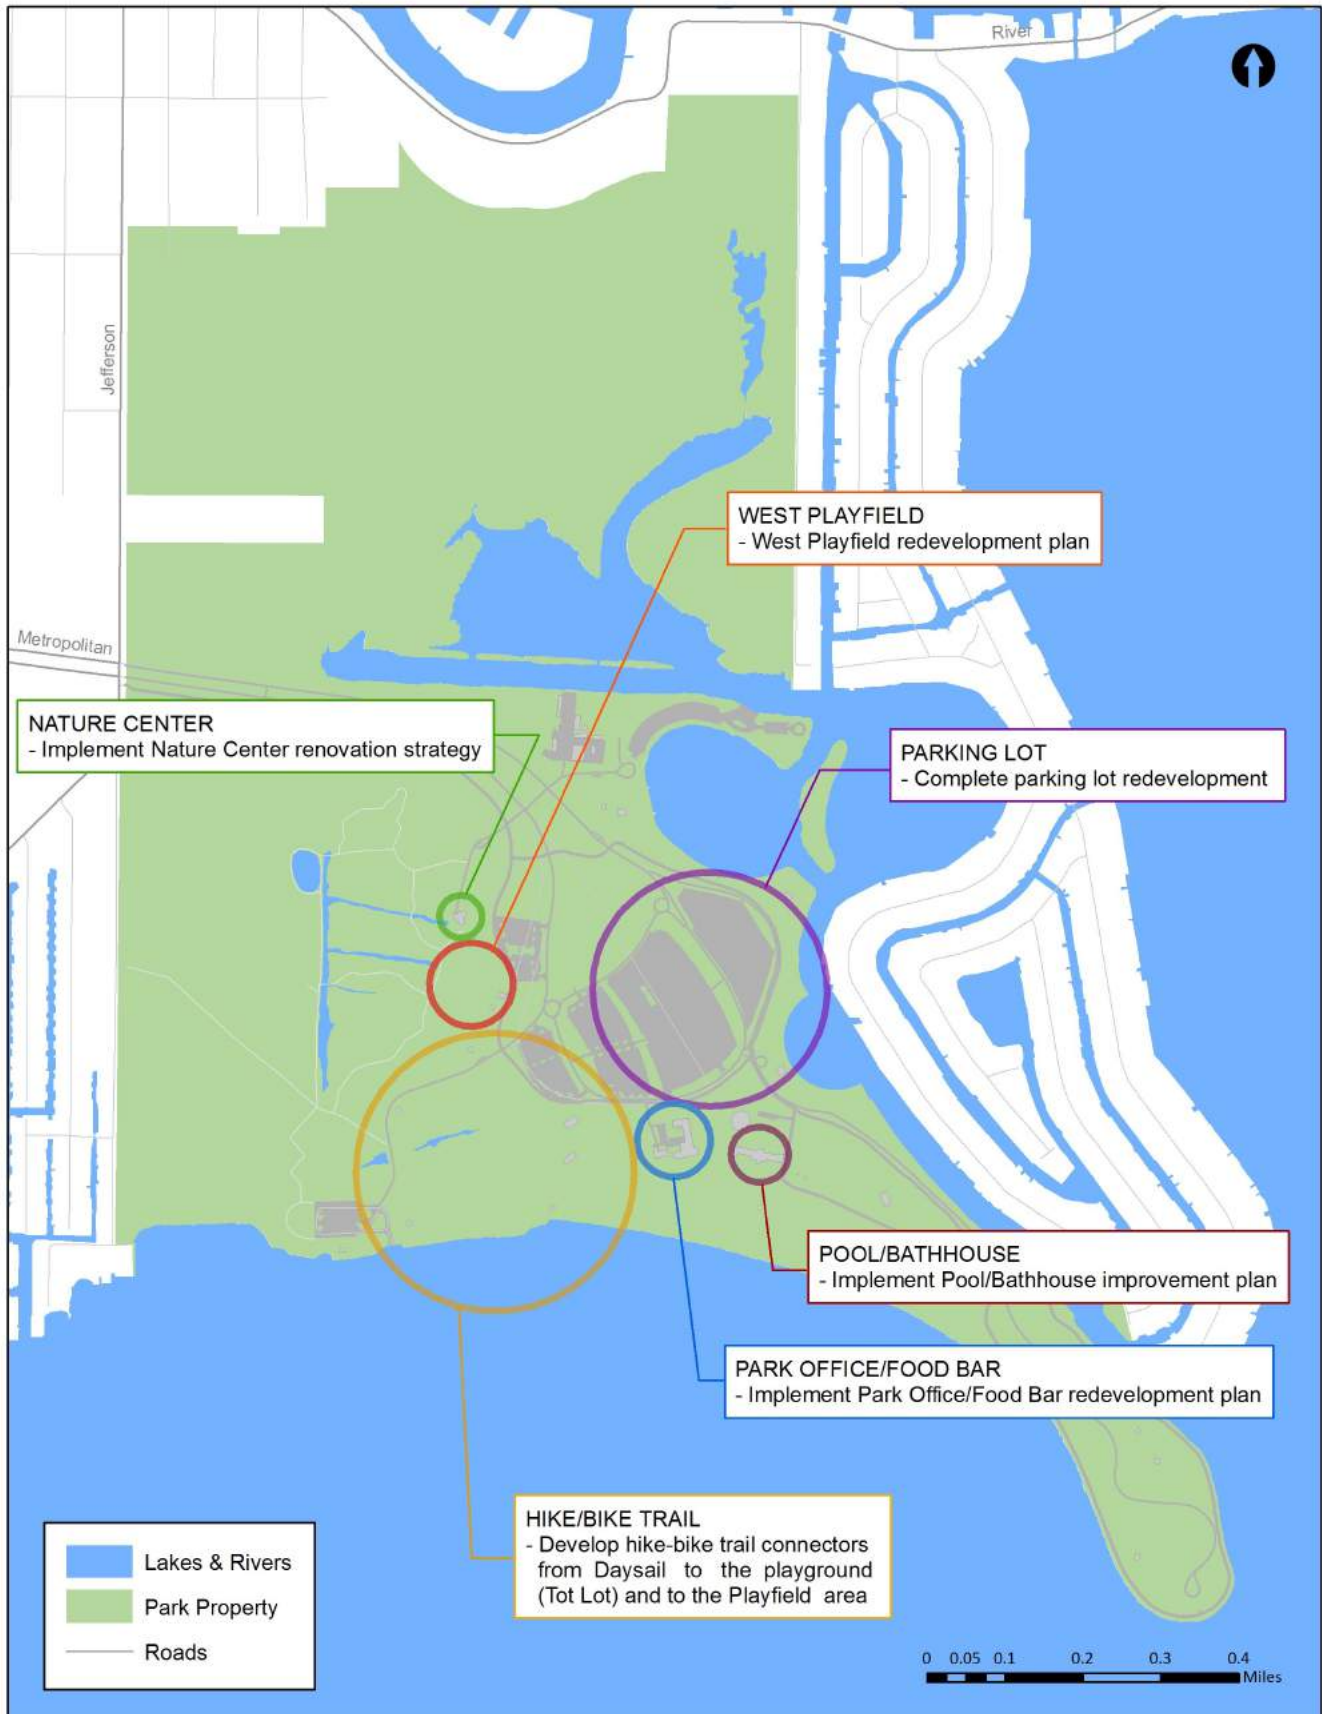 River
Jefferson
WEST PLAYFIELD
- West Playfield redevelopment plan
Metropolitan
NATURE CENTER
- Implement Nature Center renovation strategy
PARKING LOT
- Complete parking lot redevelopment
POOL/BATHHOUSE
- Implement Pool/Bathhouse improvement plan
PARK OFFICE/FOOD BAR
- Implement Park Office/Food Bar redevelopment plan
HIKE/BIKE TRAIL
- Develop hike-bike trail connectors
from Daysail to the playground
(Tot Lot) and to the Playfield area
Lakes & Rivers
Park Property
Roads
0 0.05 0.1 0.2 0.3 0.4
Miles